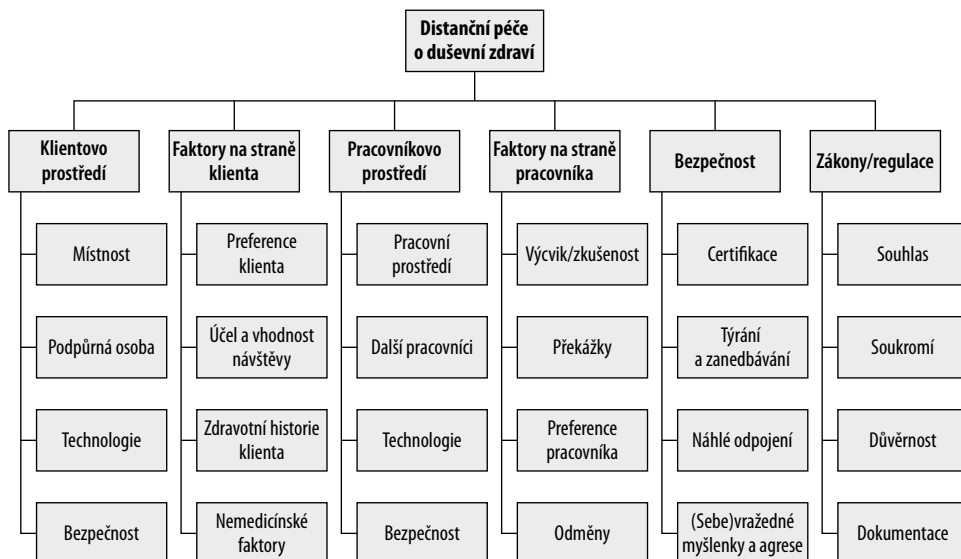 Distanční péče
o duševní zdraví
Klientovo
prostředí
Faktory na straně
klienta
Pracovníkovo
prostředí
Faktory na straně
pracovníka
Bezpečnost
Zákony/regulace
Místnost
Preference
klienta
Pracovní
prostředí
Výcvik/zkušenost
Certifikace
Souhlas
Podpůrná osoba
Účel a vhodnost
návštěvy
Další pracovníci
Překážky
Týrání
a zanedbávání
Soukromí
Technologie
Zdravotní historie
klienta
Technologie
Preference
pracovníka
Náhlé odpojení
Důvěrnost
Bezpečnost
Nemedicínské
faktory
Bezpečnost
Odměny
(Sebe)vražedné
myšlenky a agrese
Dokumentace